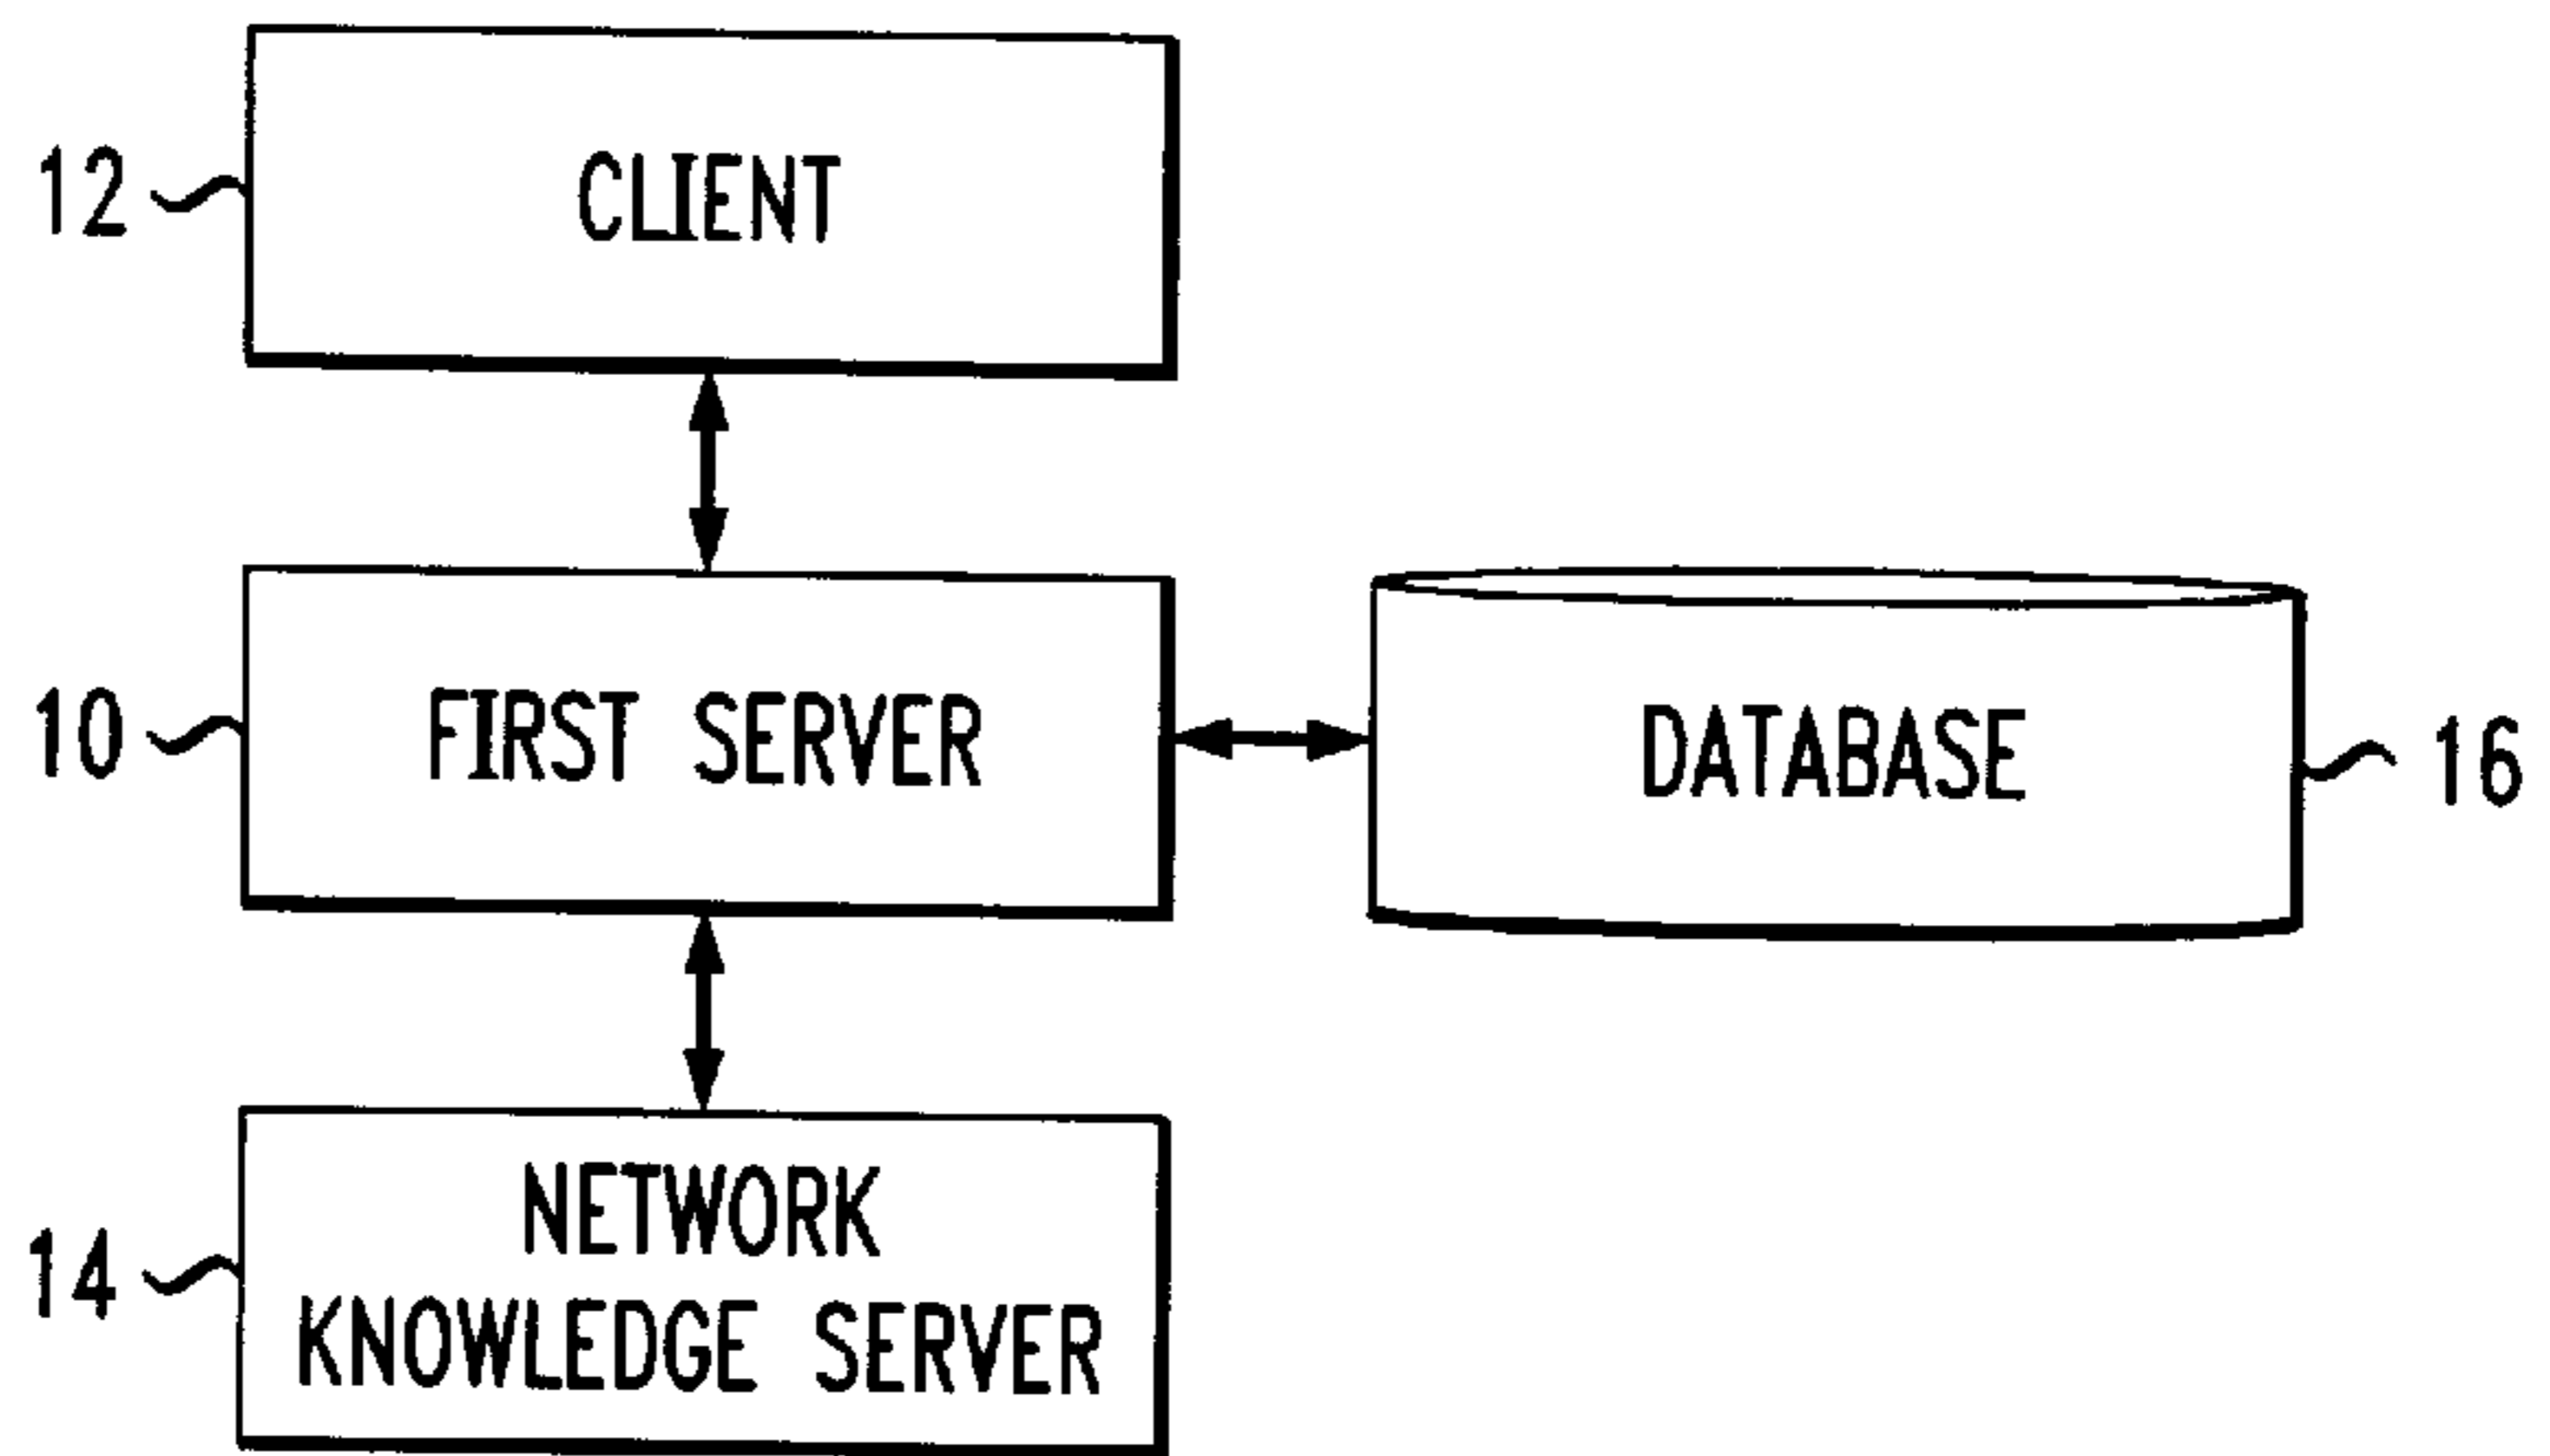 12
CLIENT
10
FIRST SERVER
DATABASE
16
14
NETWORK
KNOWLEDGE SERVER